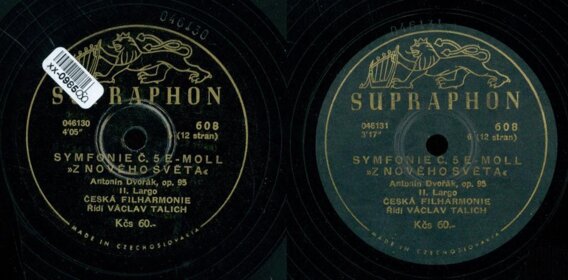 046130
SUPRAPHON
046130 608
4'05" (12 stran)
SYMFONIE Č. 5 E-MOLL
»Z NOVÉHO SVĚTA«
Antonín Dvořák, op. 95
II. Largo
ČESKÁ FILHARMONIE
Řídí VÁCLAV TALICH
Kčs 60.-
MADE IN CZECHOSLOVAKIA
046131
SUPRAPHON
046131 608
3'17" 6 (12 stran)
SYMFONIE Č. 5 E-MOLL
»Z NOVÉHO SVĚTA«
Antonín Dvořák, op. 95
II. Largo
ČESKÁ FILHARMONIE
Řídí VÁCLAV TALICH
Kčs 60.-
MADE IN CZECHOSLOVAKIA